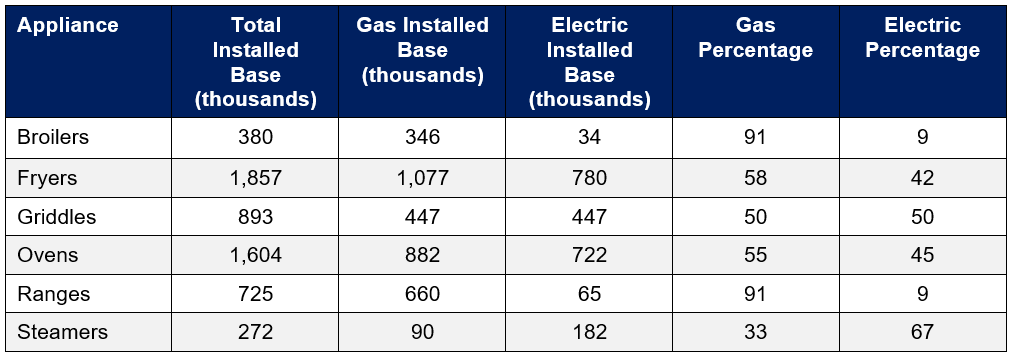 Appliance Total Installed Base (thousands) Gas Installed Base (thousands) Electric Installed Base (thousands) Gas Percentage Electric Percentage
Broilers 380 346 34 91 9
Fryers 1,857 1,077 780 58 42
Griddles 893 447 447 50 50
Ovens 1,604 882 722 55 45
Ranges 725 660 65 91 9
Steamers 272 90 182 33 67